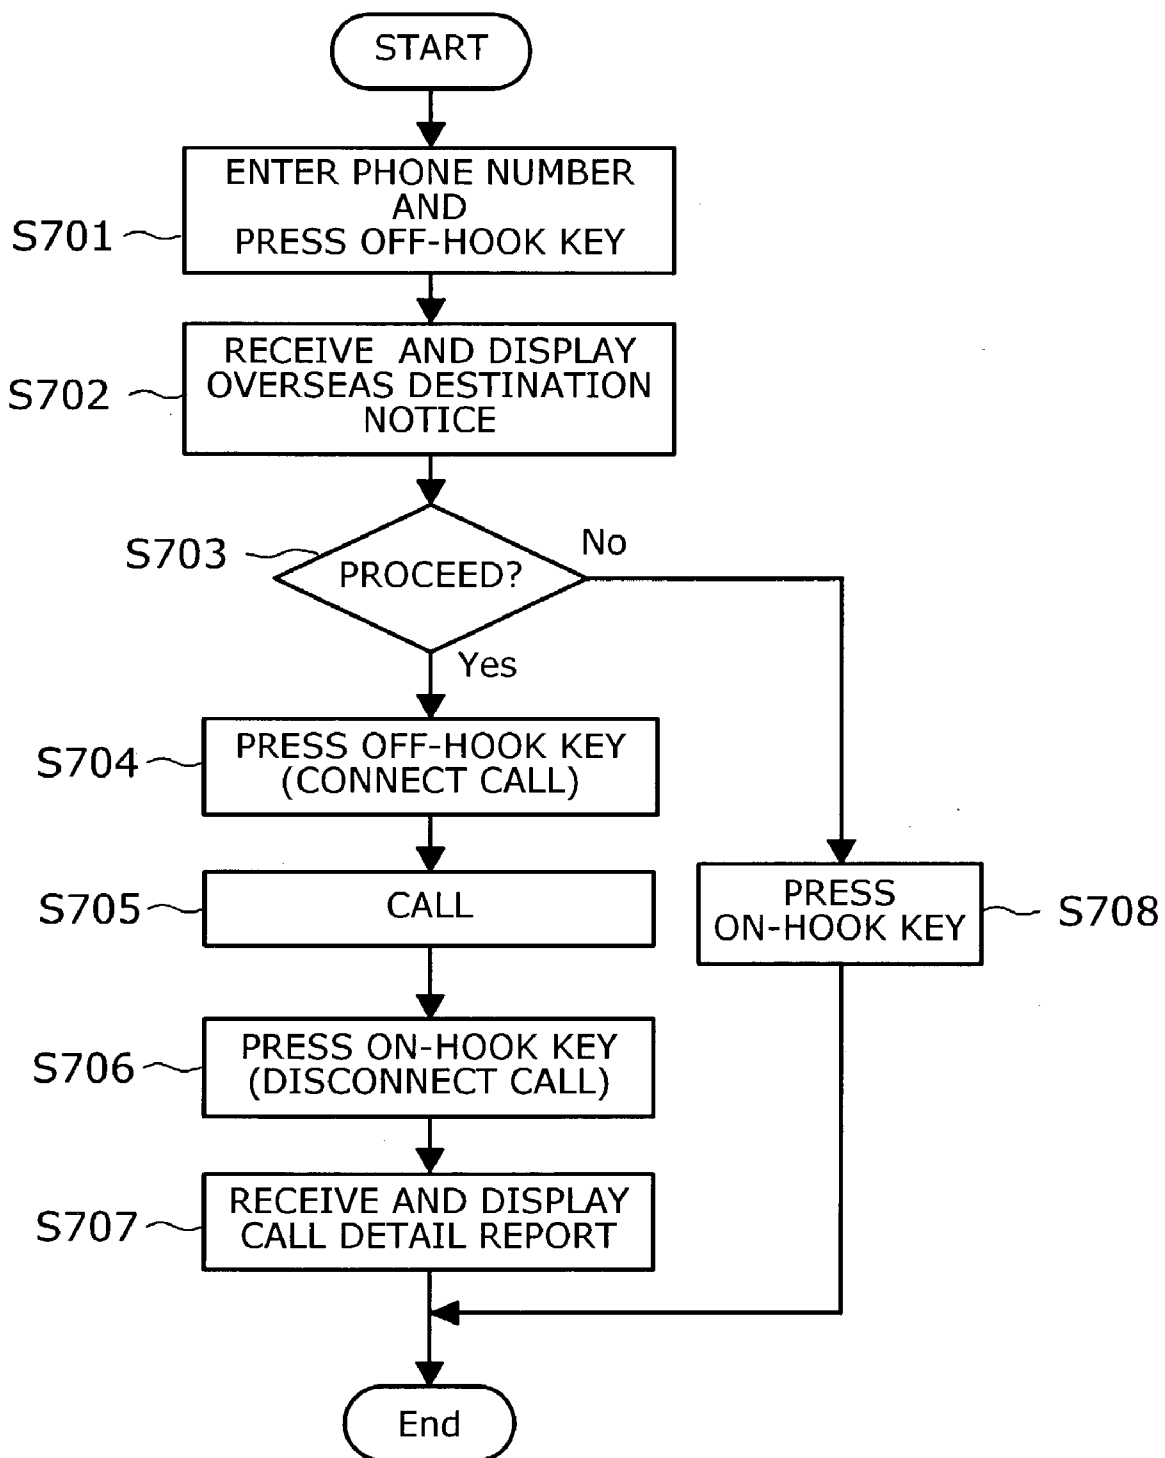 START
ENTER PHONE NUMBER
AND
PRESS OFF-HOOK KEY
S701
RECEIVE AND DISPLAY
OVERSEAS DESTINATION
NOTICE
S702
S703
PROCEED?
No
Yes
S704
PRESS OFF-HOOK KEY
(CONNECT CALL)
S705
CALL
PRESS
ON-HOOK KEY
S708
S706
PRESS ON-HOOK KEY
(DISCONNECT CALL)
S707
RECEIVE AND DISPLAY
CALL DETAIL REPORT
End